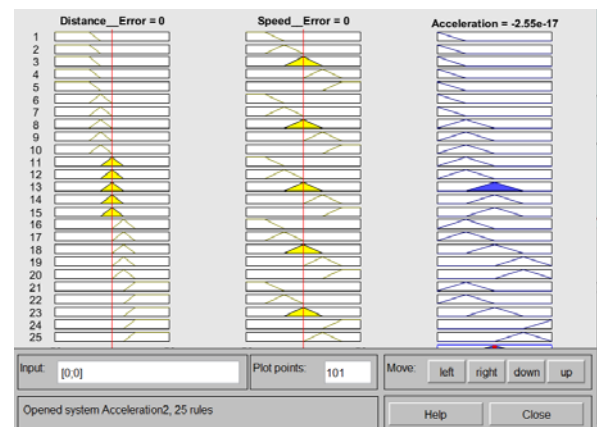 Distance__Error = 0
Speed__Error = 0
Acceleration = -2.55e-17
1
2
3
4
5
6
7
8
9
10
11
12
13
14
15
16
17
18
19
20
21
22
23
24
25
Input:
[0;0]
Plot points:
101
Move:
left
right
down
up
Opened system Acceleration2, 25 rules
Help
Close